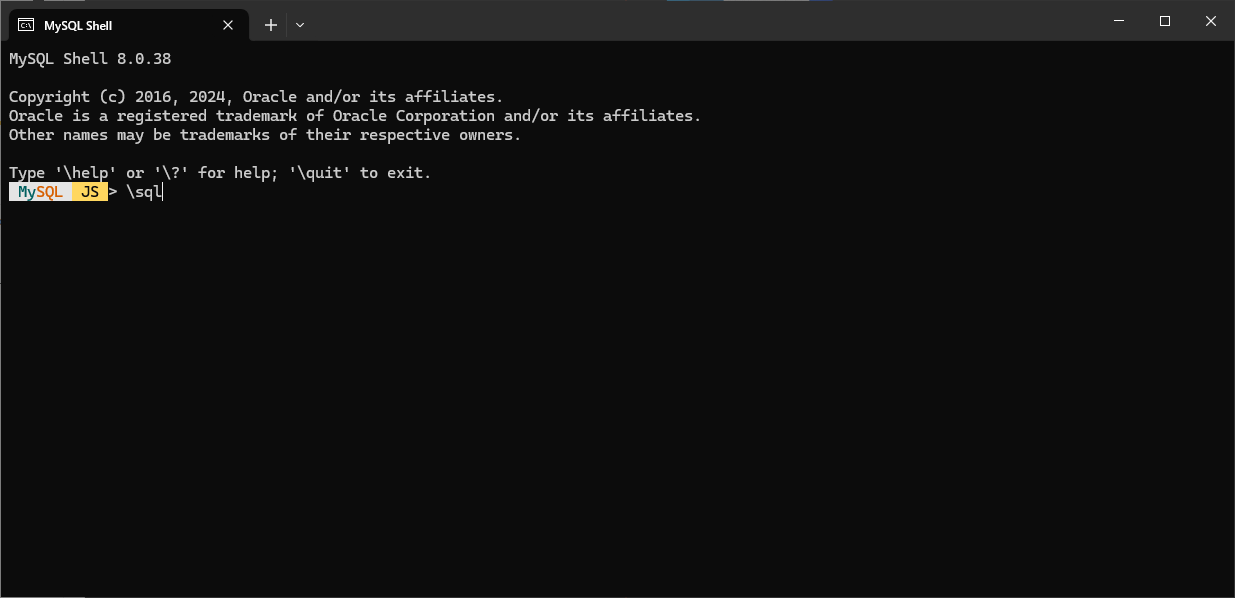 MySQL Shell
MySQL Shell 8.0.38
Copyright (c) 2016, 2024, Oracle and/or its affiliates.
Oracle is a registered trademark of Oracle Corporation and/or its affiliates.
Other names may be trademarks of their respective owners.
Type '\help' or '\?' for help; '\quit' to exit.
MySQL JS > \sql